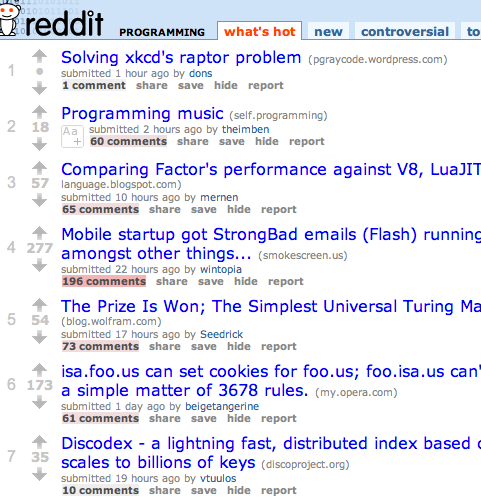 reddit PROGRAMMING what's hot new controversial to
1 Solving xkcd's raptor problem (pgraycode.wordpress.com)
•
submitted 1 hour ago by dons
1 comment share save hide report
2 Programming music (self.programming)
18 Aa+ submitted 2 hours ago by theimben
60 comments share save hide report
3 Comparing Factor's performance against V8, LuaJIT
57 language.blogspot.com)
submitted 10 hours ago by mernen
65 comments share save hide report
4 Mobile startup got StrongBad emails (Flash) running
277 amongst other things... (smokescreen.us)
submitted 22 hours ago by wintopia
196 comments share save hide report
5 The Prize Is Won; The Simplest Universal Turing Ma
54 (blog.wolfram.com)
submitted 17 hours ago by Seedrick
73 comments share save hide report
6 isa.foo.us can set cookies for foo.us; foo.isa.us can'
173 a simple matter of 3678 rules. (my.opera.com)
submitted 1 day ago by beigetangerine
61 comments share save hide report
7 Discodex - a lightning fast, distributed index based o
35 scales to billions of keys (discoproject.org)
submitted 19 hours ago by vtuulos
10 comments share save hide report